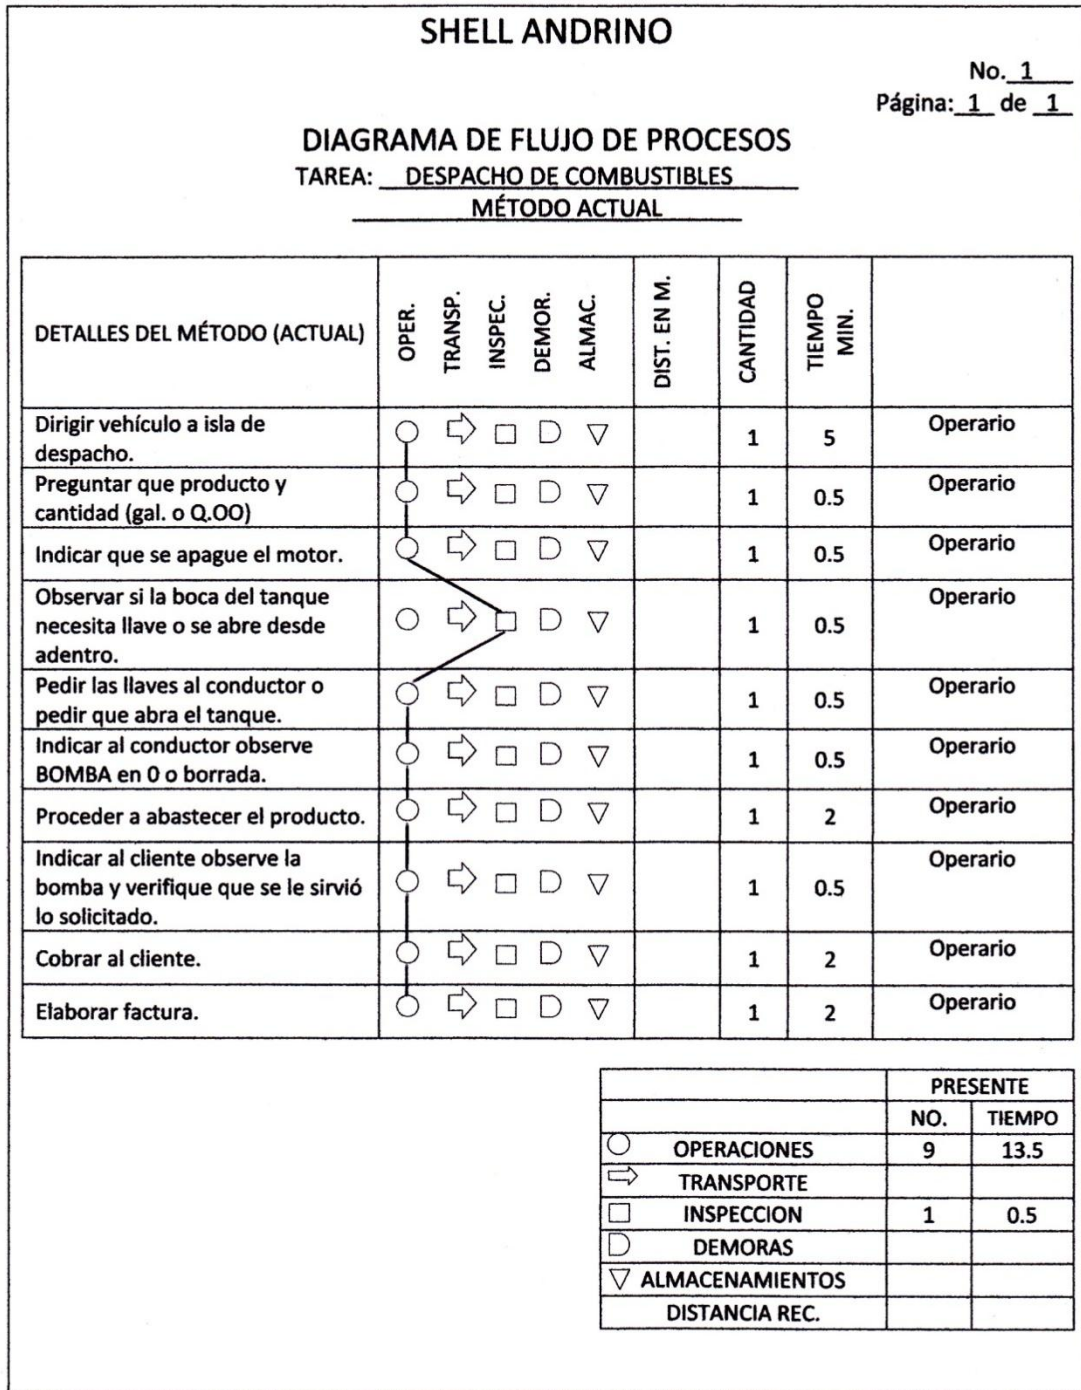 SHELL ANDRINO
No. 1
Página: 1 de 1
DIAGRAMA DE FLUJO DE PROCESOS
TAREA: DESPACHO DE COMBUSTIBLES
MÉTODO ACTUAL
DETALLES DEL MÉTODO (ACTUAL) OPER. TRANSP. INSPEC. DEMOR. ALMAC. DIST. EN M. CANTIDAD TIEMPO MIN.
Dirigir vehículo a isla de
despacho. 1 5 Operario
Preguntar que producto y
cantidad (gal. o Q.OO) 1 0.5 Operario
Indicar que se apague el motor. 1 0.5 Operario
Observar si la boca del tanque
necesita llave o se abre desde
adentro. 1 0.5 Operario
Pedir las llaves al conductor o
pedir que abra el tanque. 1 0.5 Operario
Indicar al conductor observe
BOMBA en 0 o borrada. 1 0.5 Operario
Proceder a abastecer el producto. 1 2 Operario
Indicar al cliente observe la
bomba y verifique que se le sirvió
lo solicitado. 1 0.5 Operario
Cobrar al cliente. 1 2 Operario
Elaborar factura. 1 2 Operario
PRESENTE
NO. TIEMPO
OPERACIONES 9 13.5
TRANSPORTE
INSPECCION 1 0.5
DEMORAS
ALMACENAMIENTOS
DISTANCIA REC.